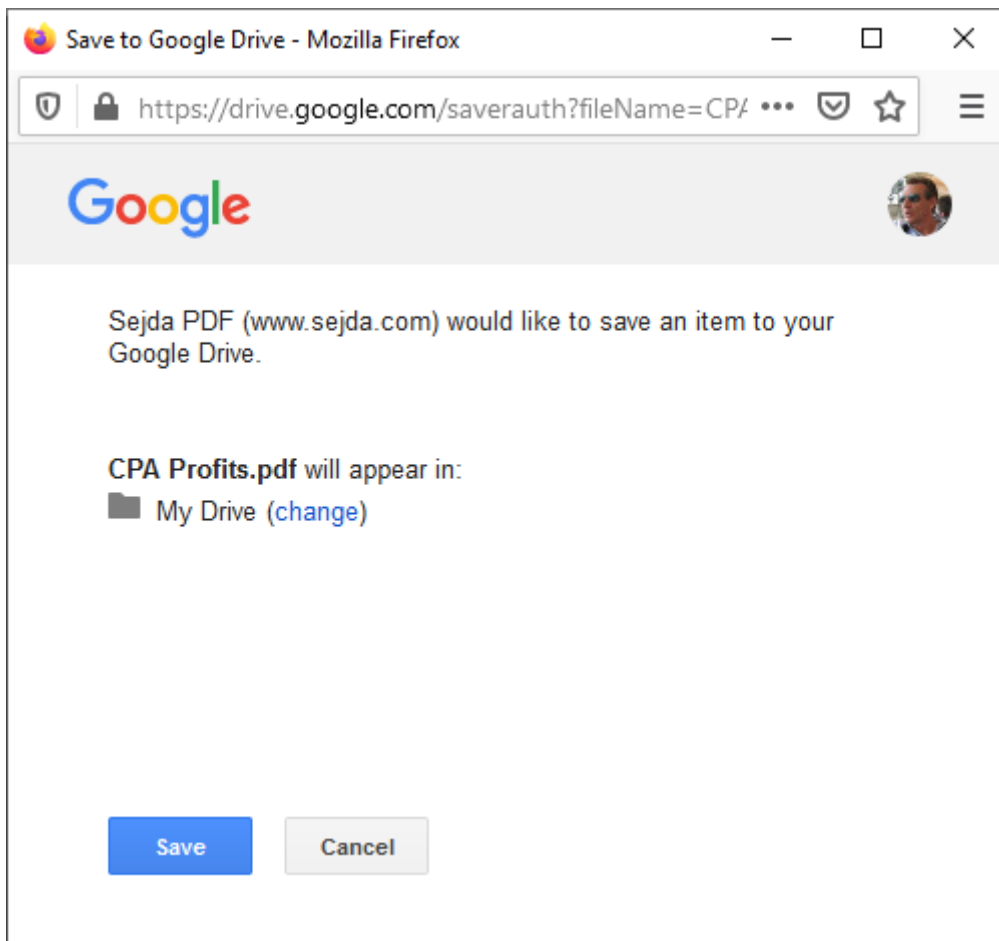 Save to Google Drive - Mozilla Firefox
https://drive.google.com/saverauth?fileName=CPA
Google
Sejda PDF (www.sejda.com) would like to save an item to your
Google Drive.
CPA Profits.pdf will appear in:
My Drive (change)
Save Cancel